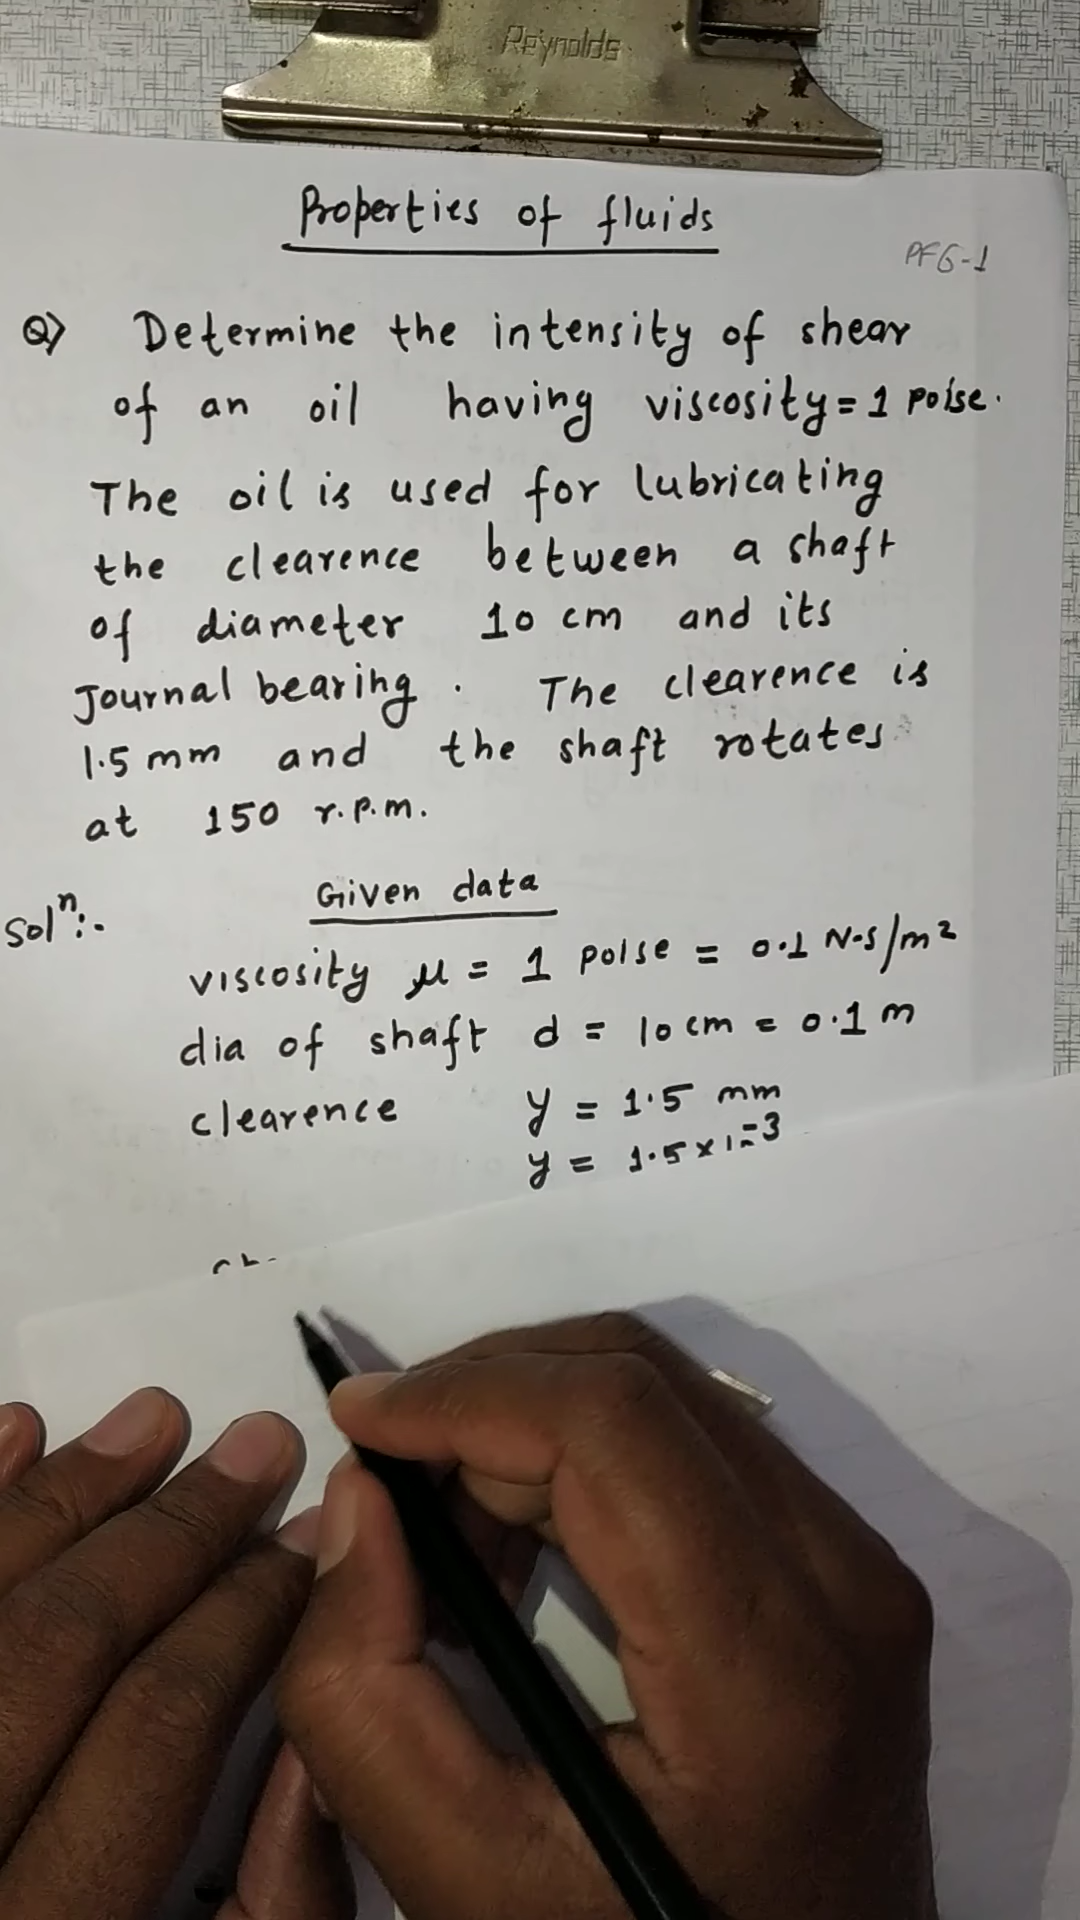 Reynolds
Properties of fluids
PFG-1
Q) Determine the intensity of shear
of an oil having viscosity = 1 poise.
The oil is used for lubricating
the clearence between a shaft
of diameter 10 cm and its
Journal bearing. The clearence is
1.5 mm and the shaft rotates
at 150 r.p.m.
Solⁿ:- Given data
viscosity μ = 1 poise = 0.1 N-s/m²
dia of shaft d = 10 cm = 0.1 m
clearence y = 1.5 mm
y = 1.5 ×